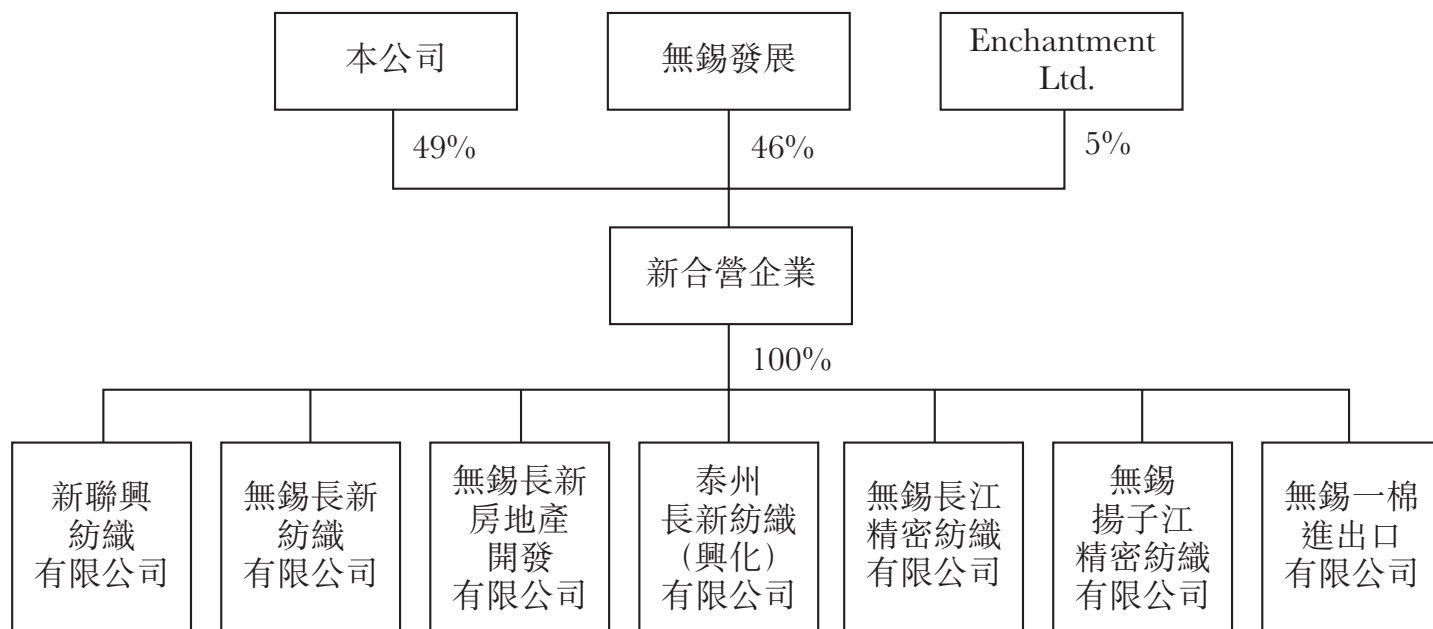 本公司
無錫發展
Enchantment
Ltd.
49%
46%
5%
新合營企業
100%
新聯興
紡織
有限公司
無錫長新
紡織
有限公司
無錫長新
房地產
開發
有限公司
泰州
長新紡織
（興化）
有限公司
無錫長江
精密紡織
有限公司
無錫
揚子江
精密紡織
有限公司
無錫一棉
進出口
有限公司